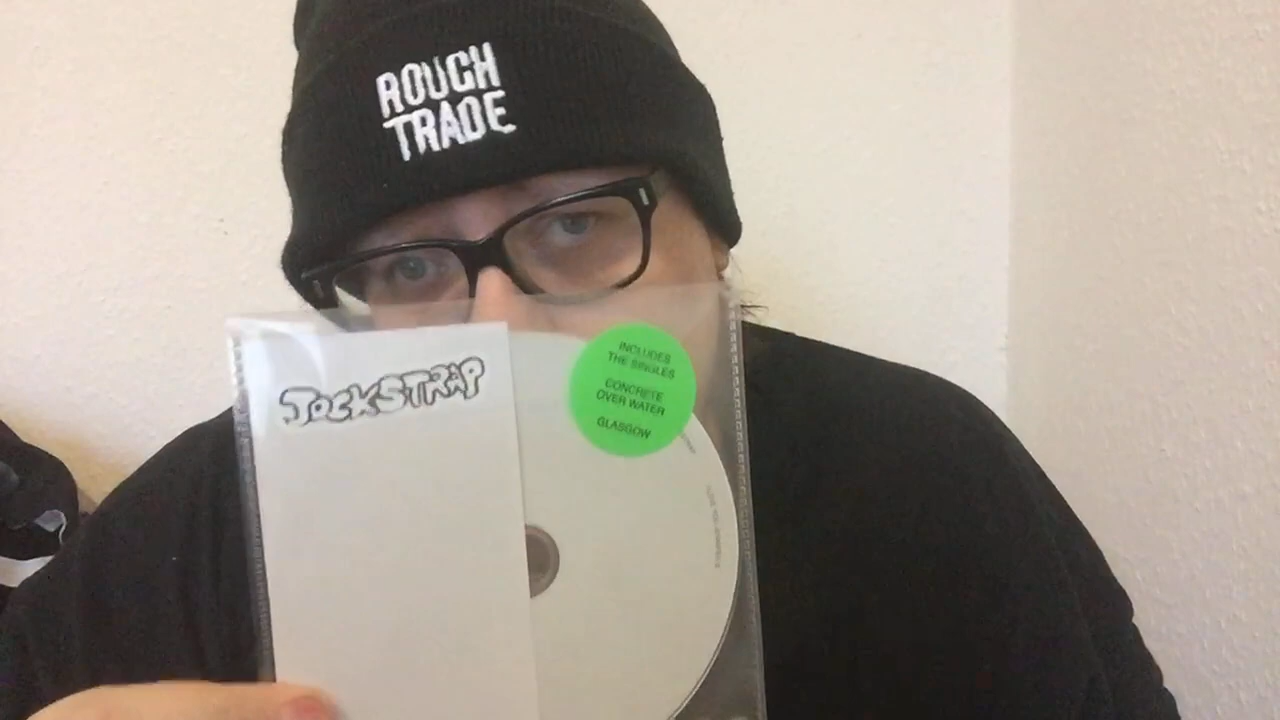 ROUGH
TRADE
JOCKSTRAP
INCLUDES
THE SINGLES
CONCRETE
OVER WATER
GLASGOW